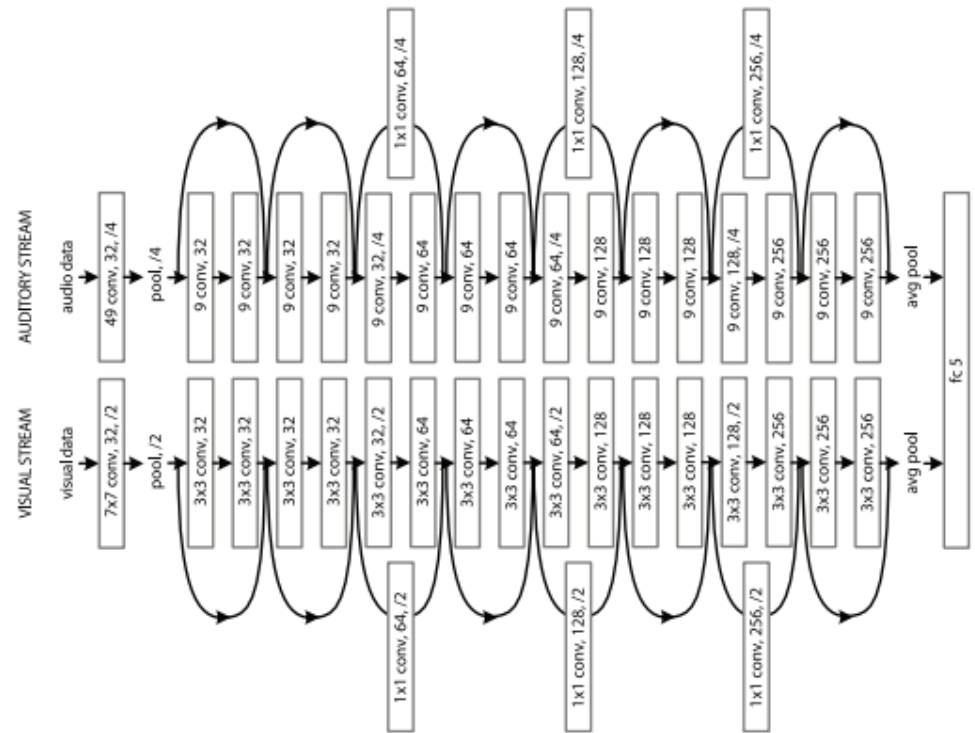 AUDITORY STREAM
audio data
49 conv, 32, /4
pool, /4
9 conv, 32
9 conv, 32
9 conv, 32
9 conv, 32
9 conv, 32, /4
9 conv, 64
9 conv, 64
9 conv, 64
9 conv, 64, /4
9 conv, 128
9 conv, 128
9 conv, 128
9 conv, 128, /4
9 conv, 256
9 conv, 256
9 conv, 256
avg pool
1x1 conv, 64, /4
1x1 conv, 128, /4
1x1 conv, 256, /4
VISUAL STREAM
visual data
7x7 conv, 32, /2
pool, /2
3x3 conv, 32
3x3 conv, 32
3x3 conv, 32
3x3 conv, 32
3x3 conv, 32, /2
3x3 conv, 64
3x3 conv, 64
3x3 conv, 64
3x3 conv, 64, /2
3x3 conv, 128
3x3 conv, 128
3x3 conv, 128
3x3 conv, 128, /2
3x3 conv, 256
3x3 conv, 256
3x3 conv, 256
avg pool
1x1 conv, 64, /2
1x1 conv, 128, /2
1x1 conv, 256, /2
fc 5